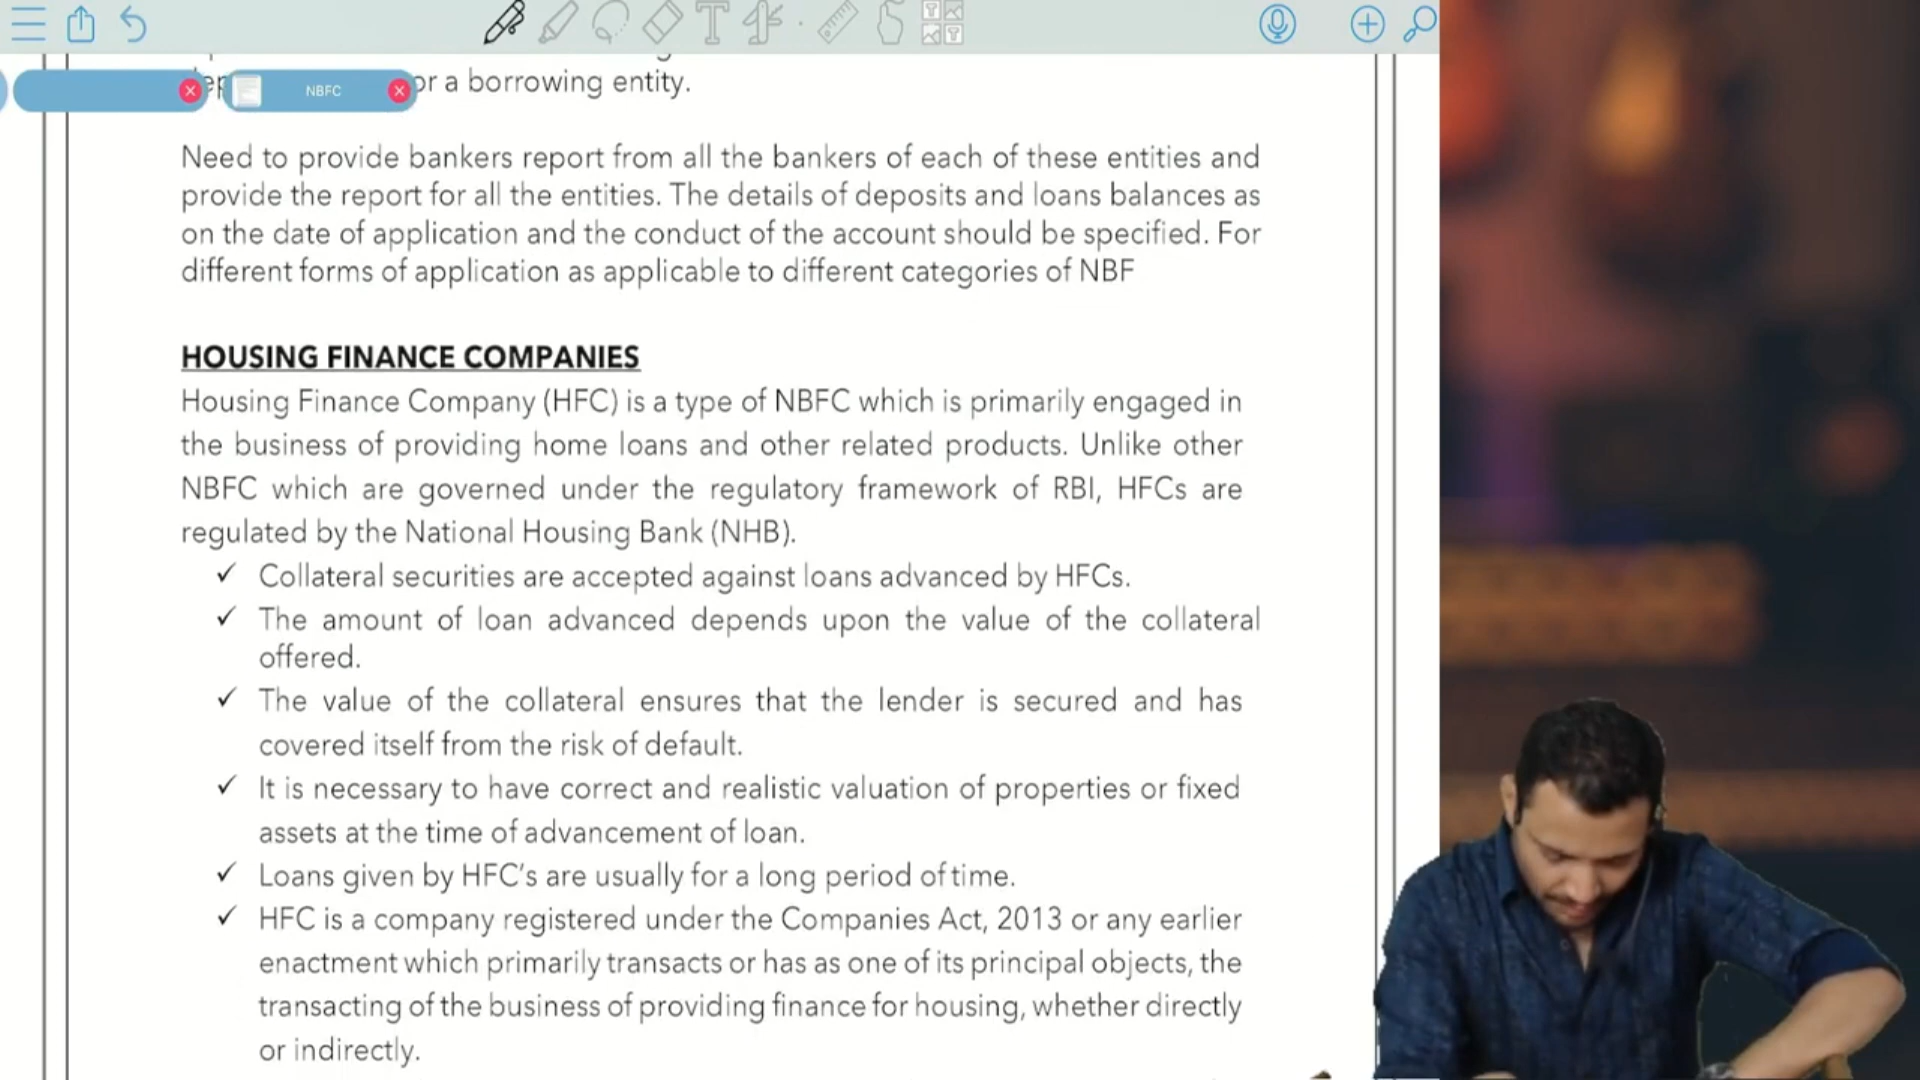 NBFC
or a borrowing entity.
Need to provide bankers report from all the bankers of each of these entities and
provide the report for all the entities. The details of deposits and loans balances as
on the date of application and the conduct of the account should be specified. For
different forms of application as applicable to different categories of NBF
HOUSING FINANCE COMPANIES
Housing Finance Company (HFC) is a type of NBFC which is primarily engaged in
the business of providing home loans and other related products. Unlike other
NBFC which are governed under the regulatory framework of RBI, HFCs are
regulated by the National Housing Bank (NHB).
✓ Collateral securities are accepted against loans advanced by HFCs.
✓ The amount of loan advanced depends upon the value of the collateral
offered.
✓ The value of the collateral ensures that the lender is secured and has
covered itself from the risk of default.
✓ It is necessary to have correct and realistic valuation of properties or fixed
assets at the time of advancement of loan.
✓ Loans given by HFC's are usually for a long period of time.
✓ HFC is a company registered under the Companies Act, 2013 or any earlier
enactment which primarily transacts or has as one of its principal objects, the
transacting of the business of providing finance for housing, whether directly
or indirectly.